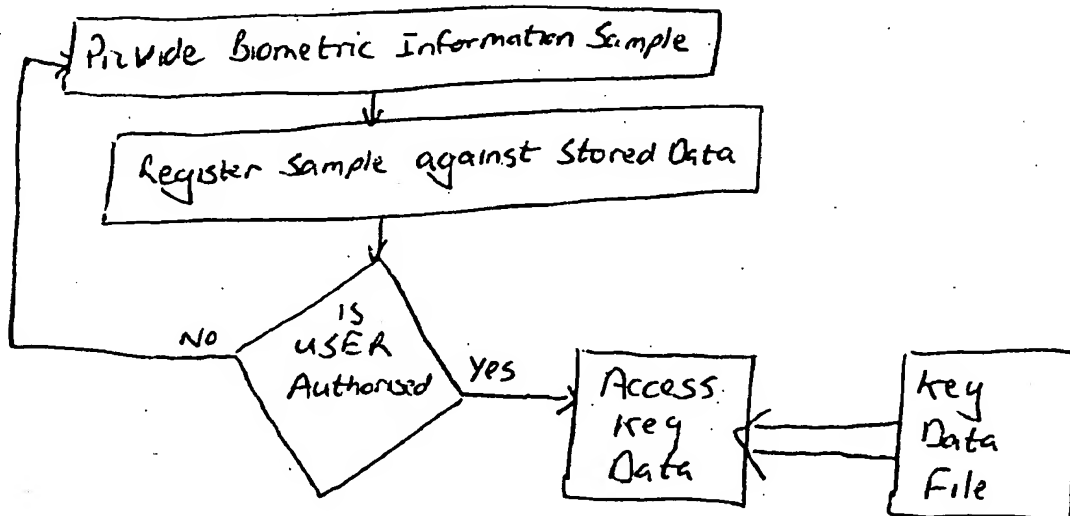 Provide Biometric Information Sample
Register Sample against Stored Data
IS
USER
Authorised
No
Yes
Access
Key
Data
Key
Data
File